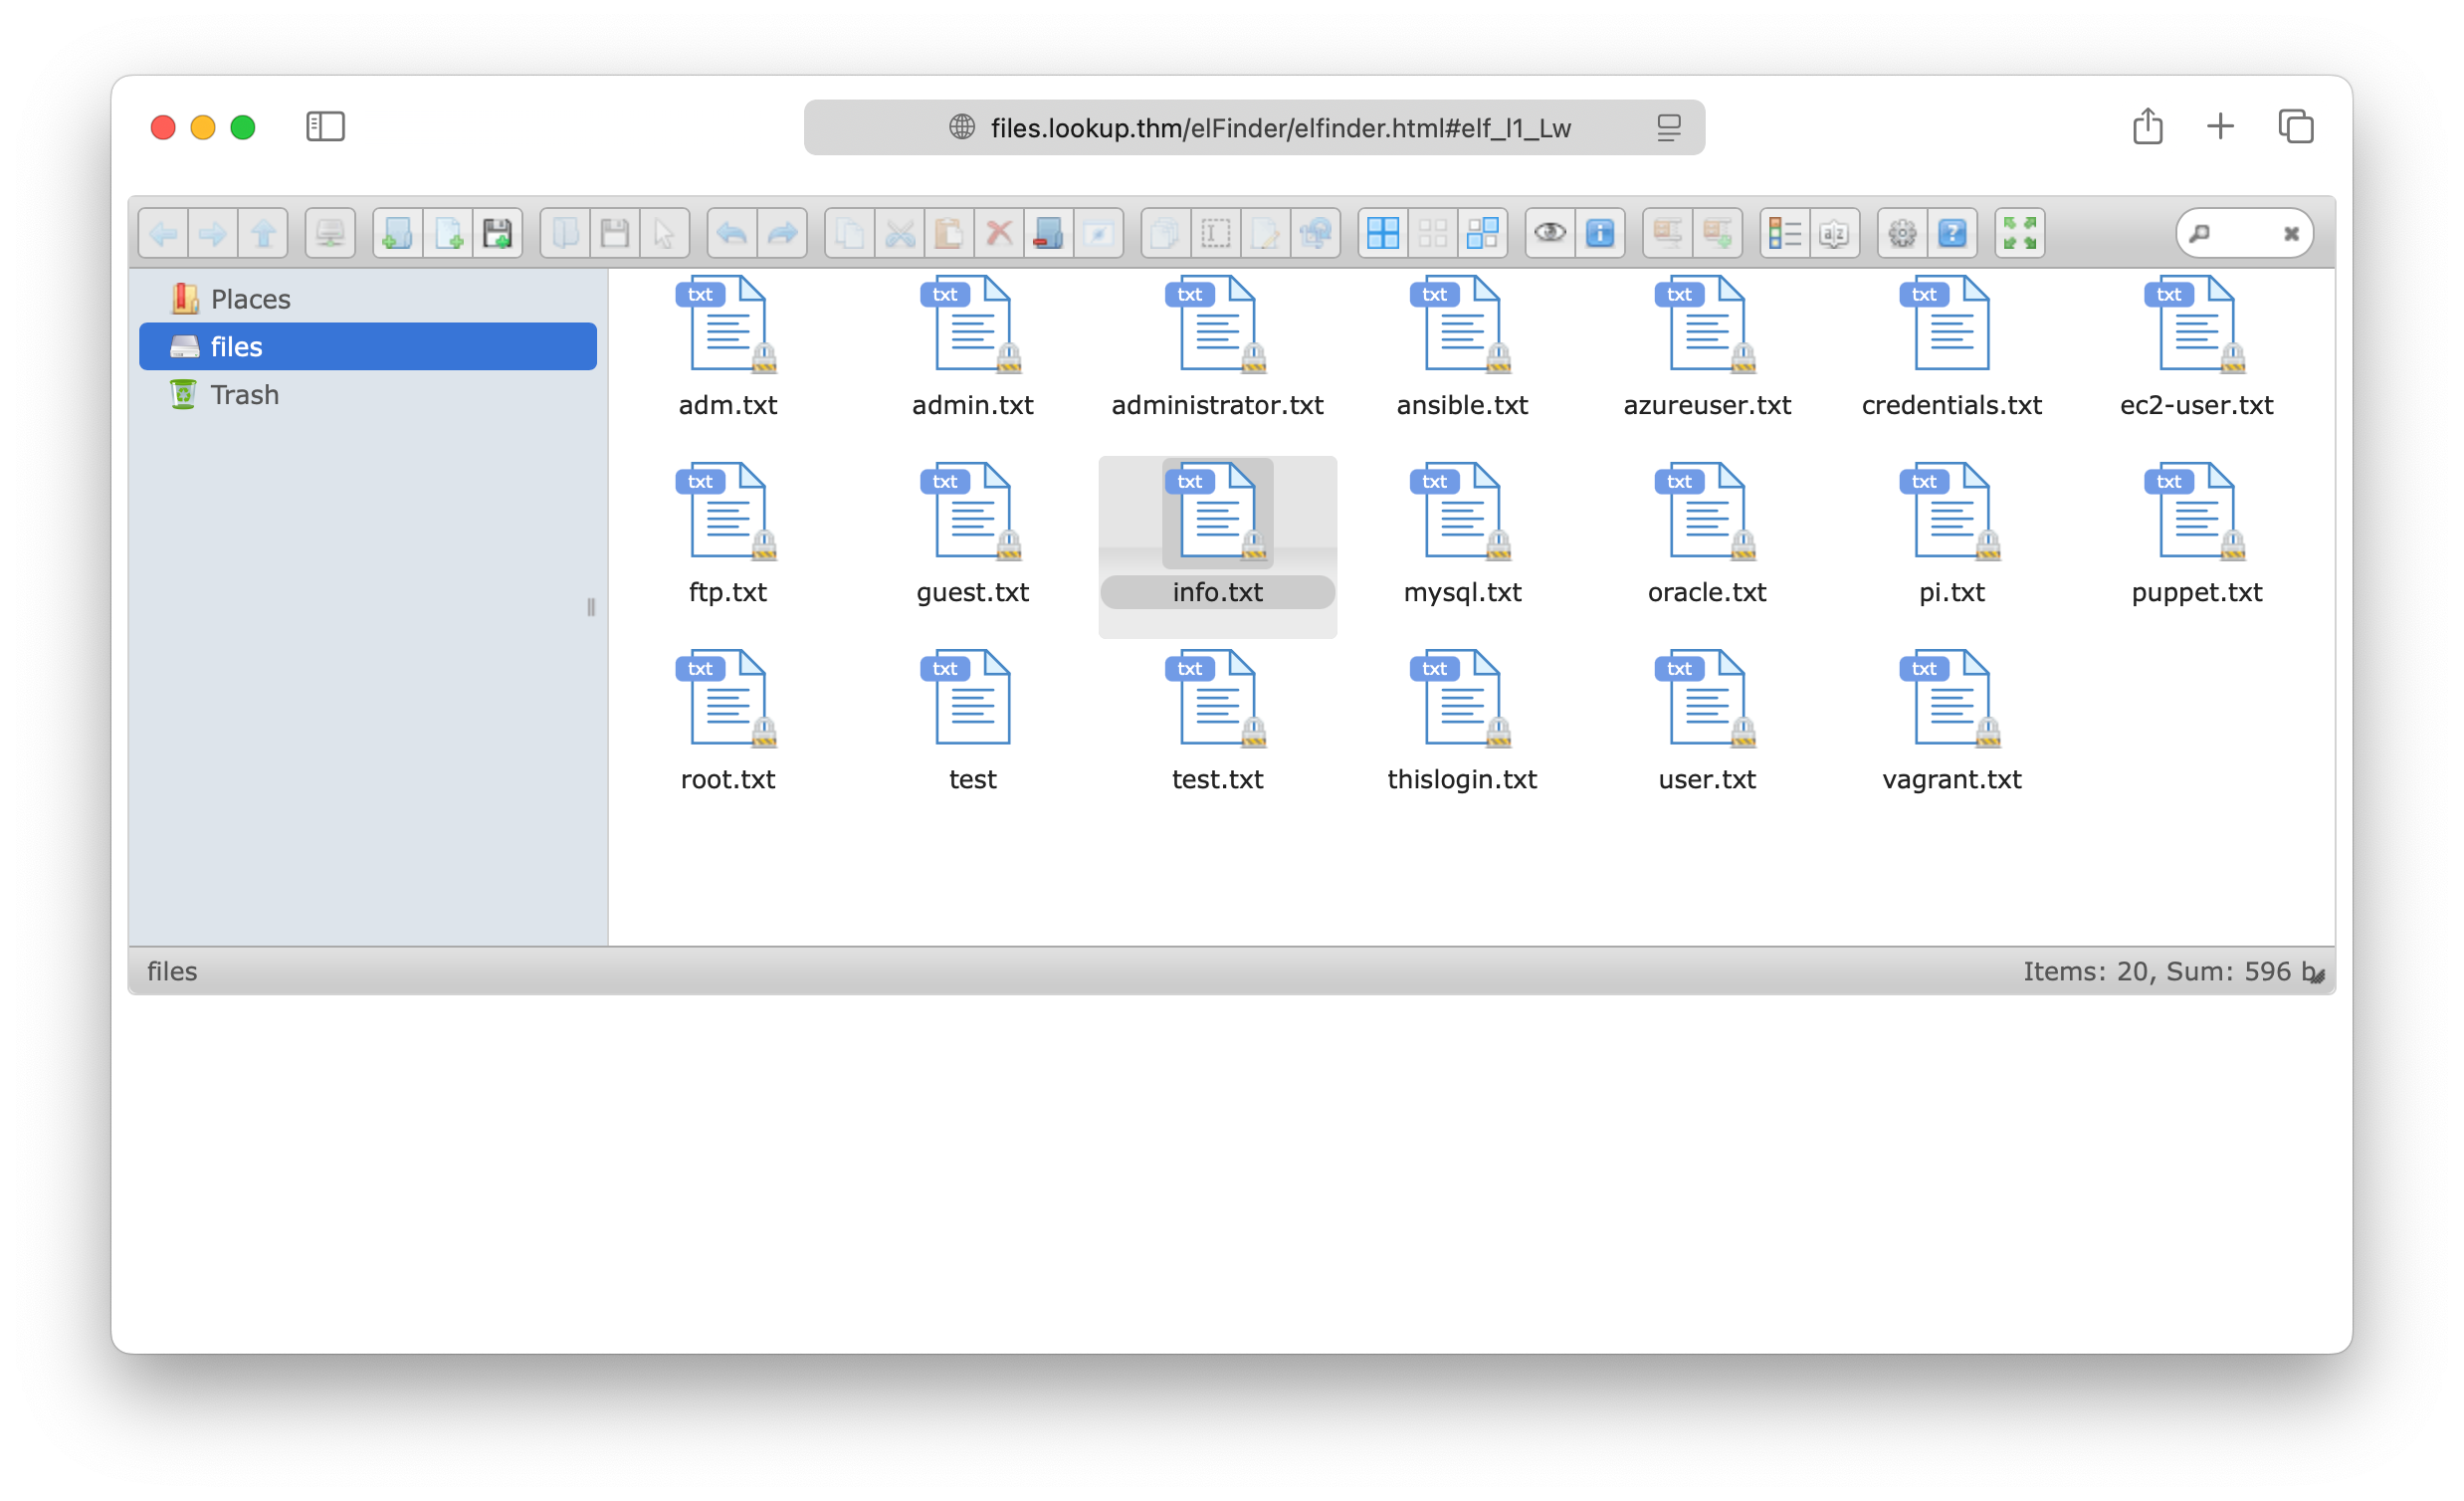 files.lookup.thm/elFinder/elfinder.html#elf_l1_Lw
Places
files
Trash
txt txt txt txt txt txt txt
adm.txt admin.txt administrator.txt ansible.txt azureuser.txt credentials.txt ec2-user.txt
txt txt txt txt txt txt txt
ftp.txt guest.txt info.txt mysql.txt oracle.txt pi.txt puppet.txt
txt txt txt txt txt txt
root.txt test test.txt thislogin.txt user.txt vagrant.txt
files Items: 20, Sum: 596 b